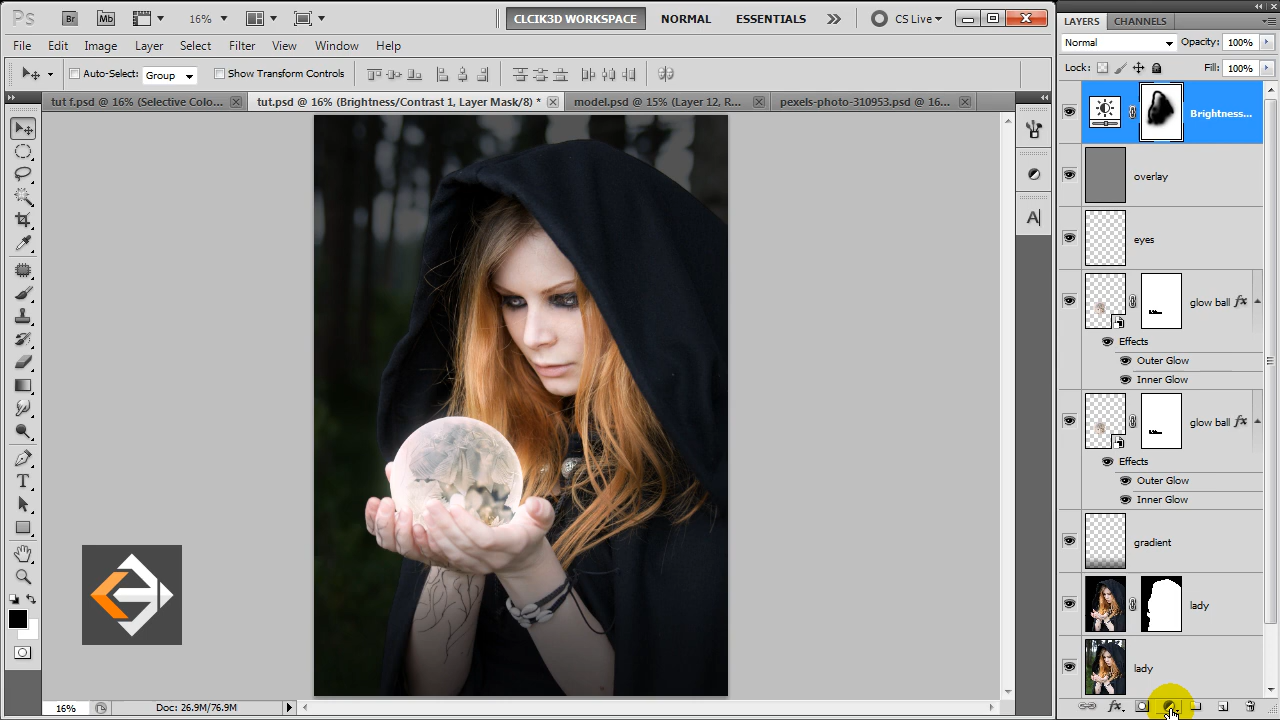 Ps Br Mb 16% CLCIK3D WORKSPACE NORMAL ESSENTIALS CS Live
File Edit Image Layer Select Filter View Window Help
Auto-Select: Group Show Transform Controls
tut f.psd @ 16% (Selective Colo... tut.psd @ 16% (Brightness/Contrast 1, Layer Mask/8) * model.psd @ 15% (Layer 12, R... pexels-photo-310953.psd @ 16...
16% Doc: 26.9M/76.9M
LAYERS CHANNELS
Normal Opacity: 100%
Lock: Fill: 100%
Brightness...
overlay
eyes
glow ball fx
Effects
Outer Glow
Inner Glow
glow ball fx
Effects
Outer Glow
Inner Glow
gradient
lady
lady
fx
A
T